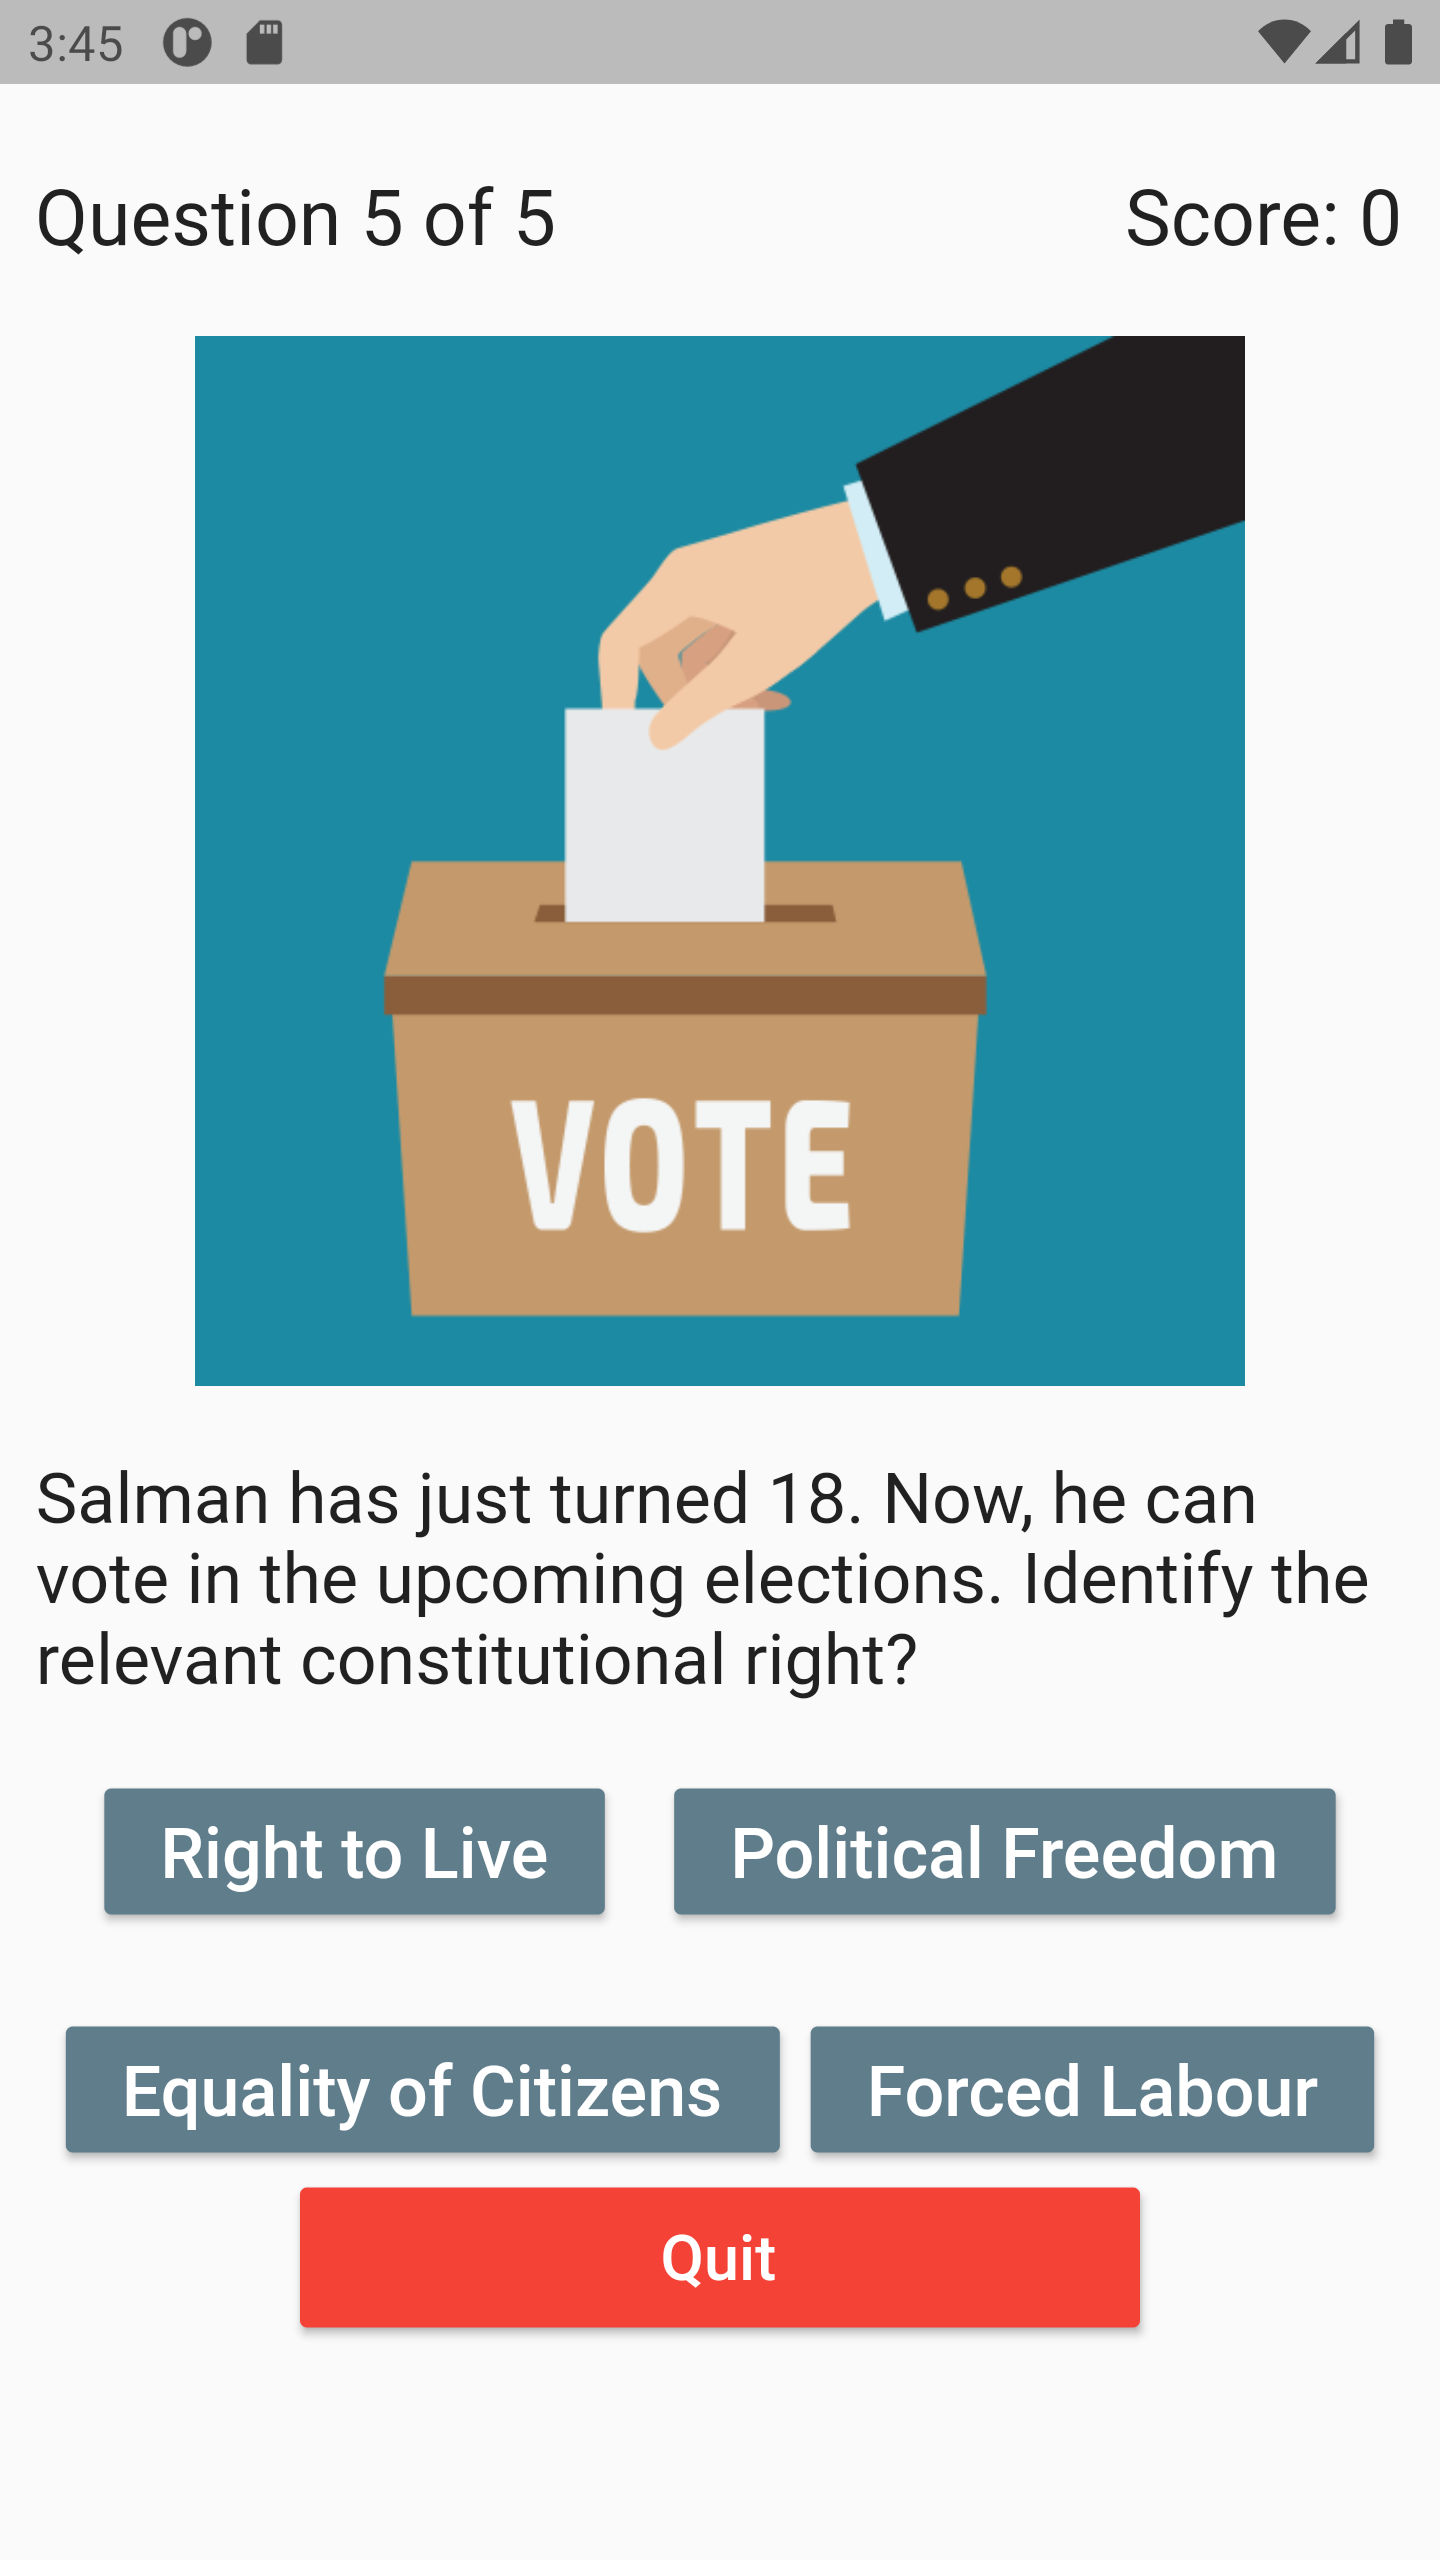 3:45
Question 5 of 5
Score: 0
VOTE
Salman has just turned 18. Now, he can
vote in the upcoming elections. Identify the
relevant constitutional right?
Right to Live
Political Freedom
Equality of Citizens
Forced Labour
Quit